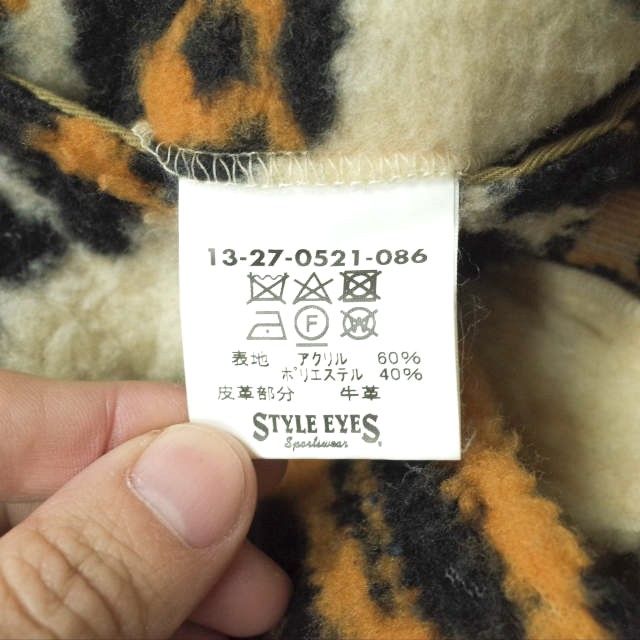 13-27-0521-086
F W
表地 アクリル 60%
ポリエステル 40%
皮革部分 牛革
STYLE EYES
Sportswear